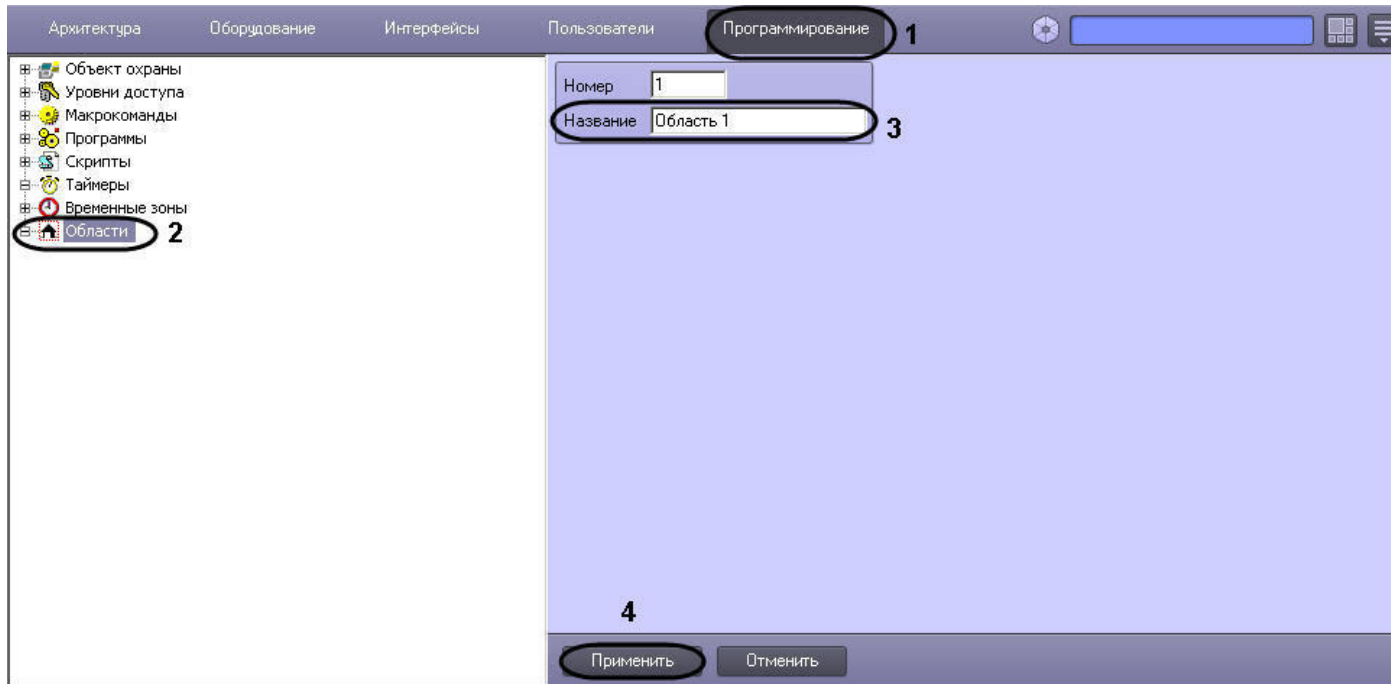 Архитектура Оборудование Интерфейсы Пользователи Программирование 1
Объект охраны
Уровни доступа
Макрокоманды
Программы
Скрипты
Таймеры
Временные зоны
Области 2
Номер 1
Название Область 1 3
4
Применить Отменить